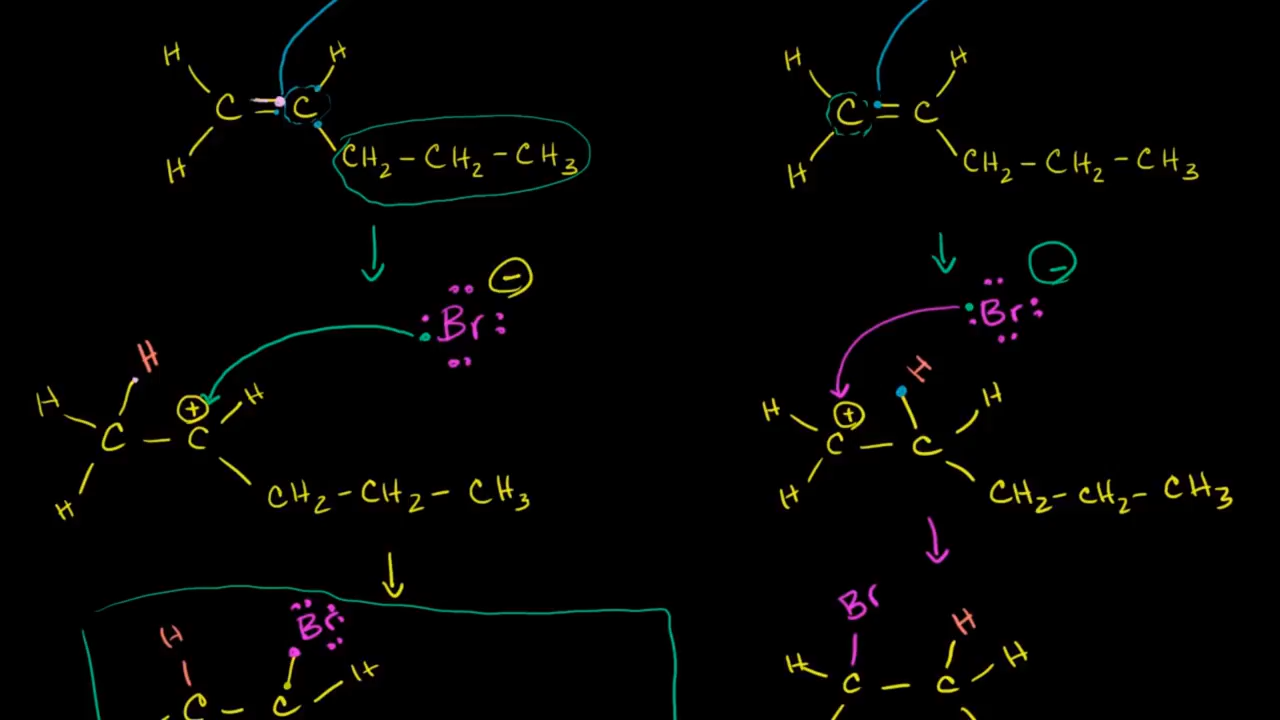 H H
C = C
H CH2 - CH2 - CH3
H H
C = C
H CH2 - CH2 - CH3
Br −
H H + H
C - C
H CH2 - CH2 - CH3
Br −
H + H H
C - C
H CH2 - CH2 - CH3
H Br H
C - C
Br
H H H
C - C